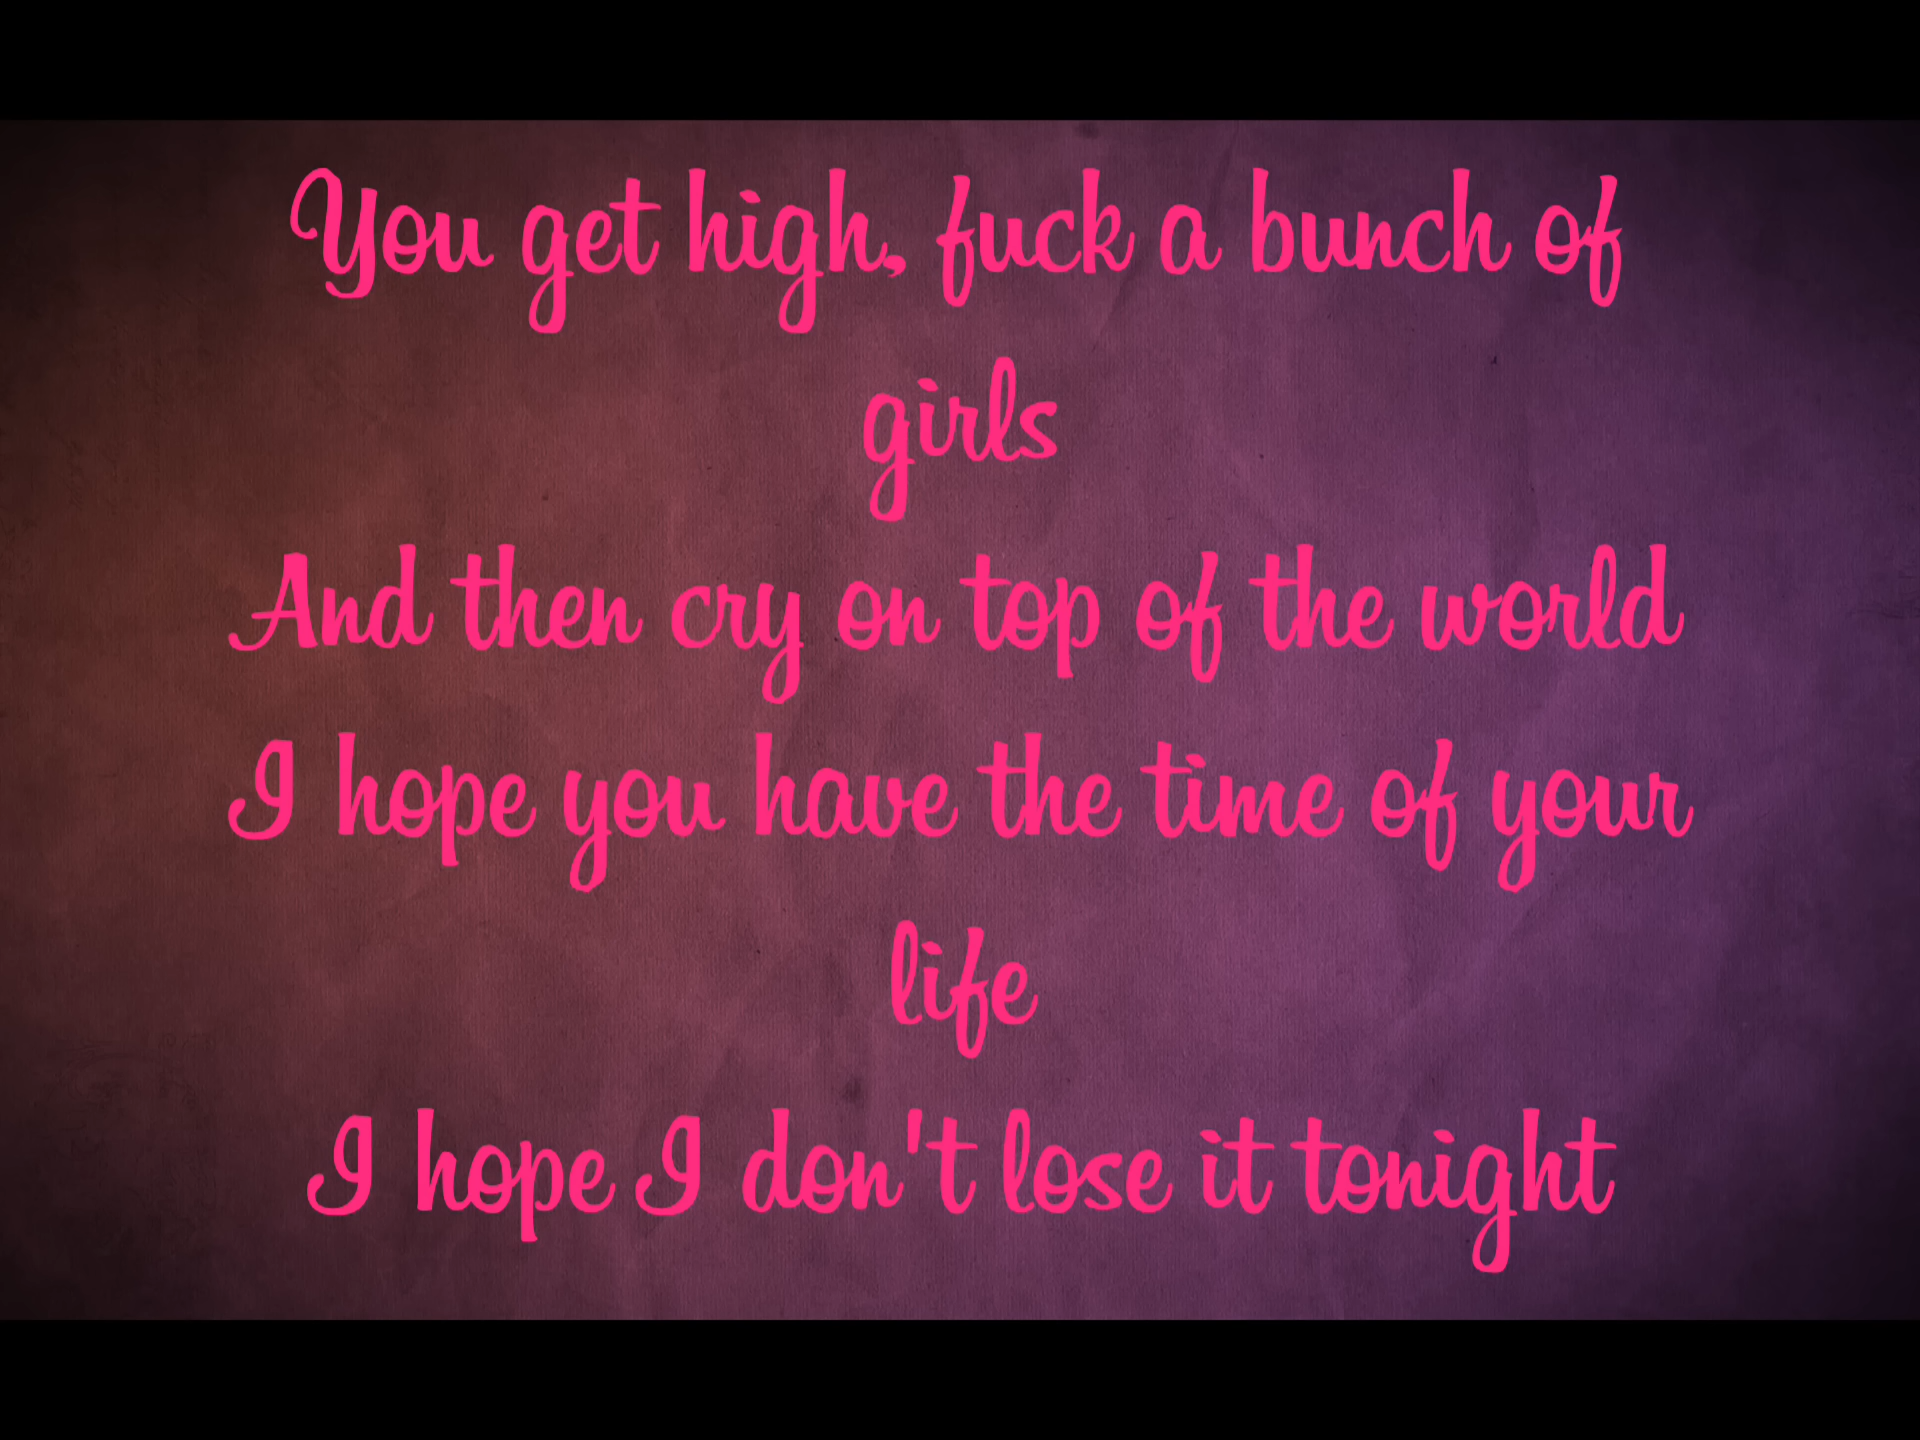 You get high, fuck a bunch of
girls
And then cry on top of the world
I hope you have the time of your
life
I hope I don't lose it tonight